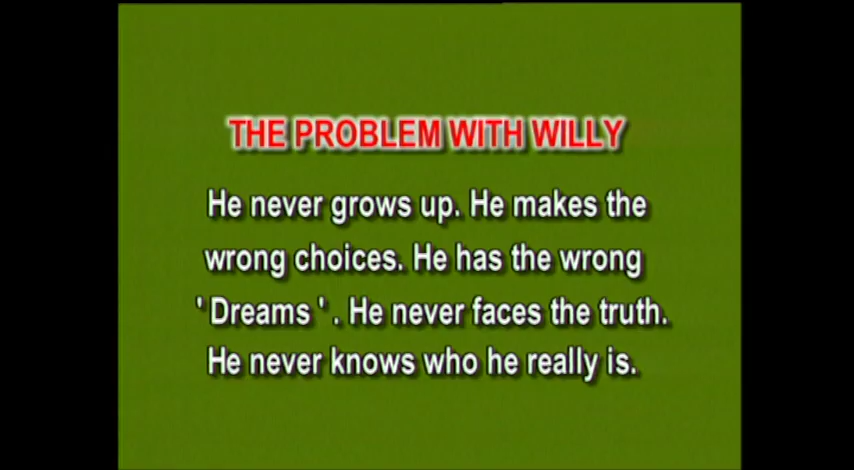 THE PROBLEM WITH WILLY
He never grows up. He makes the
wrong choices. He has the wrong
' Dreams ' . He never faces the truth.
He never knows who he really is.